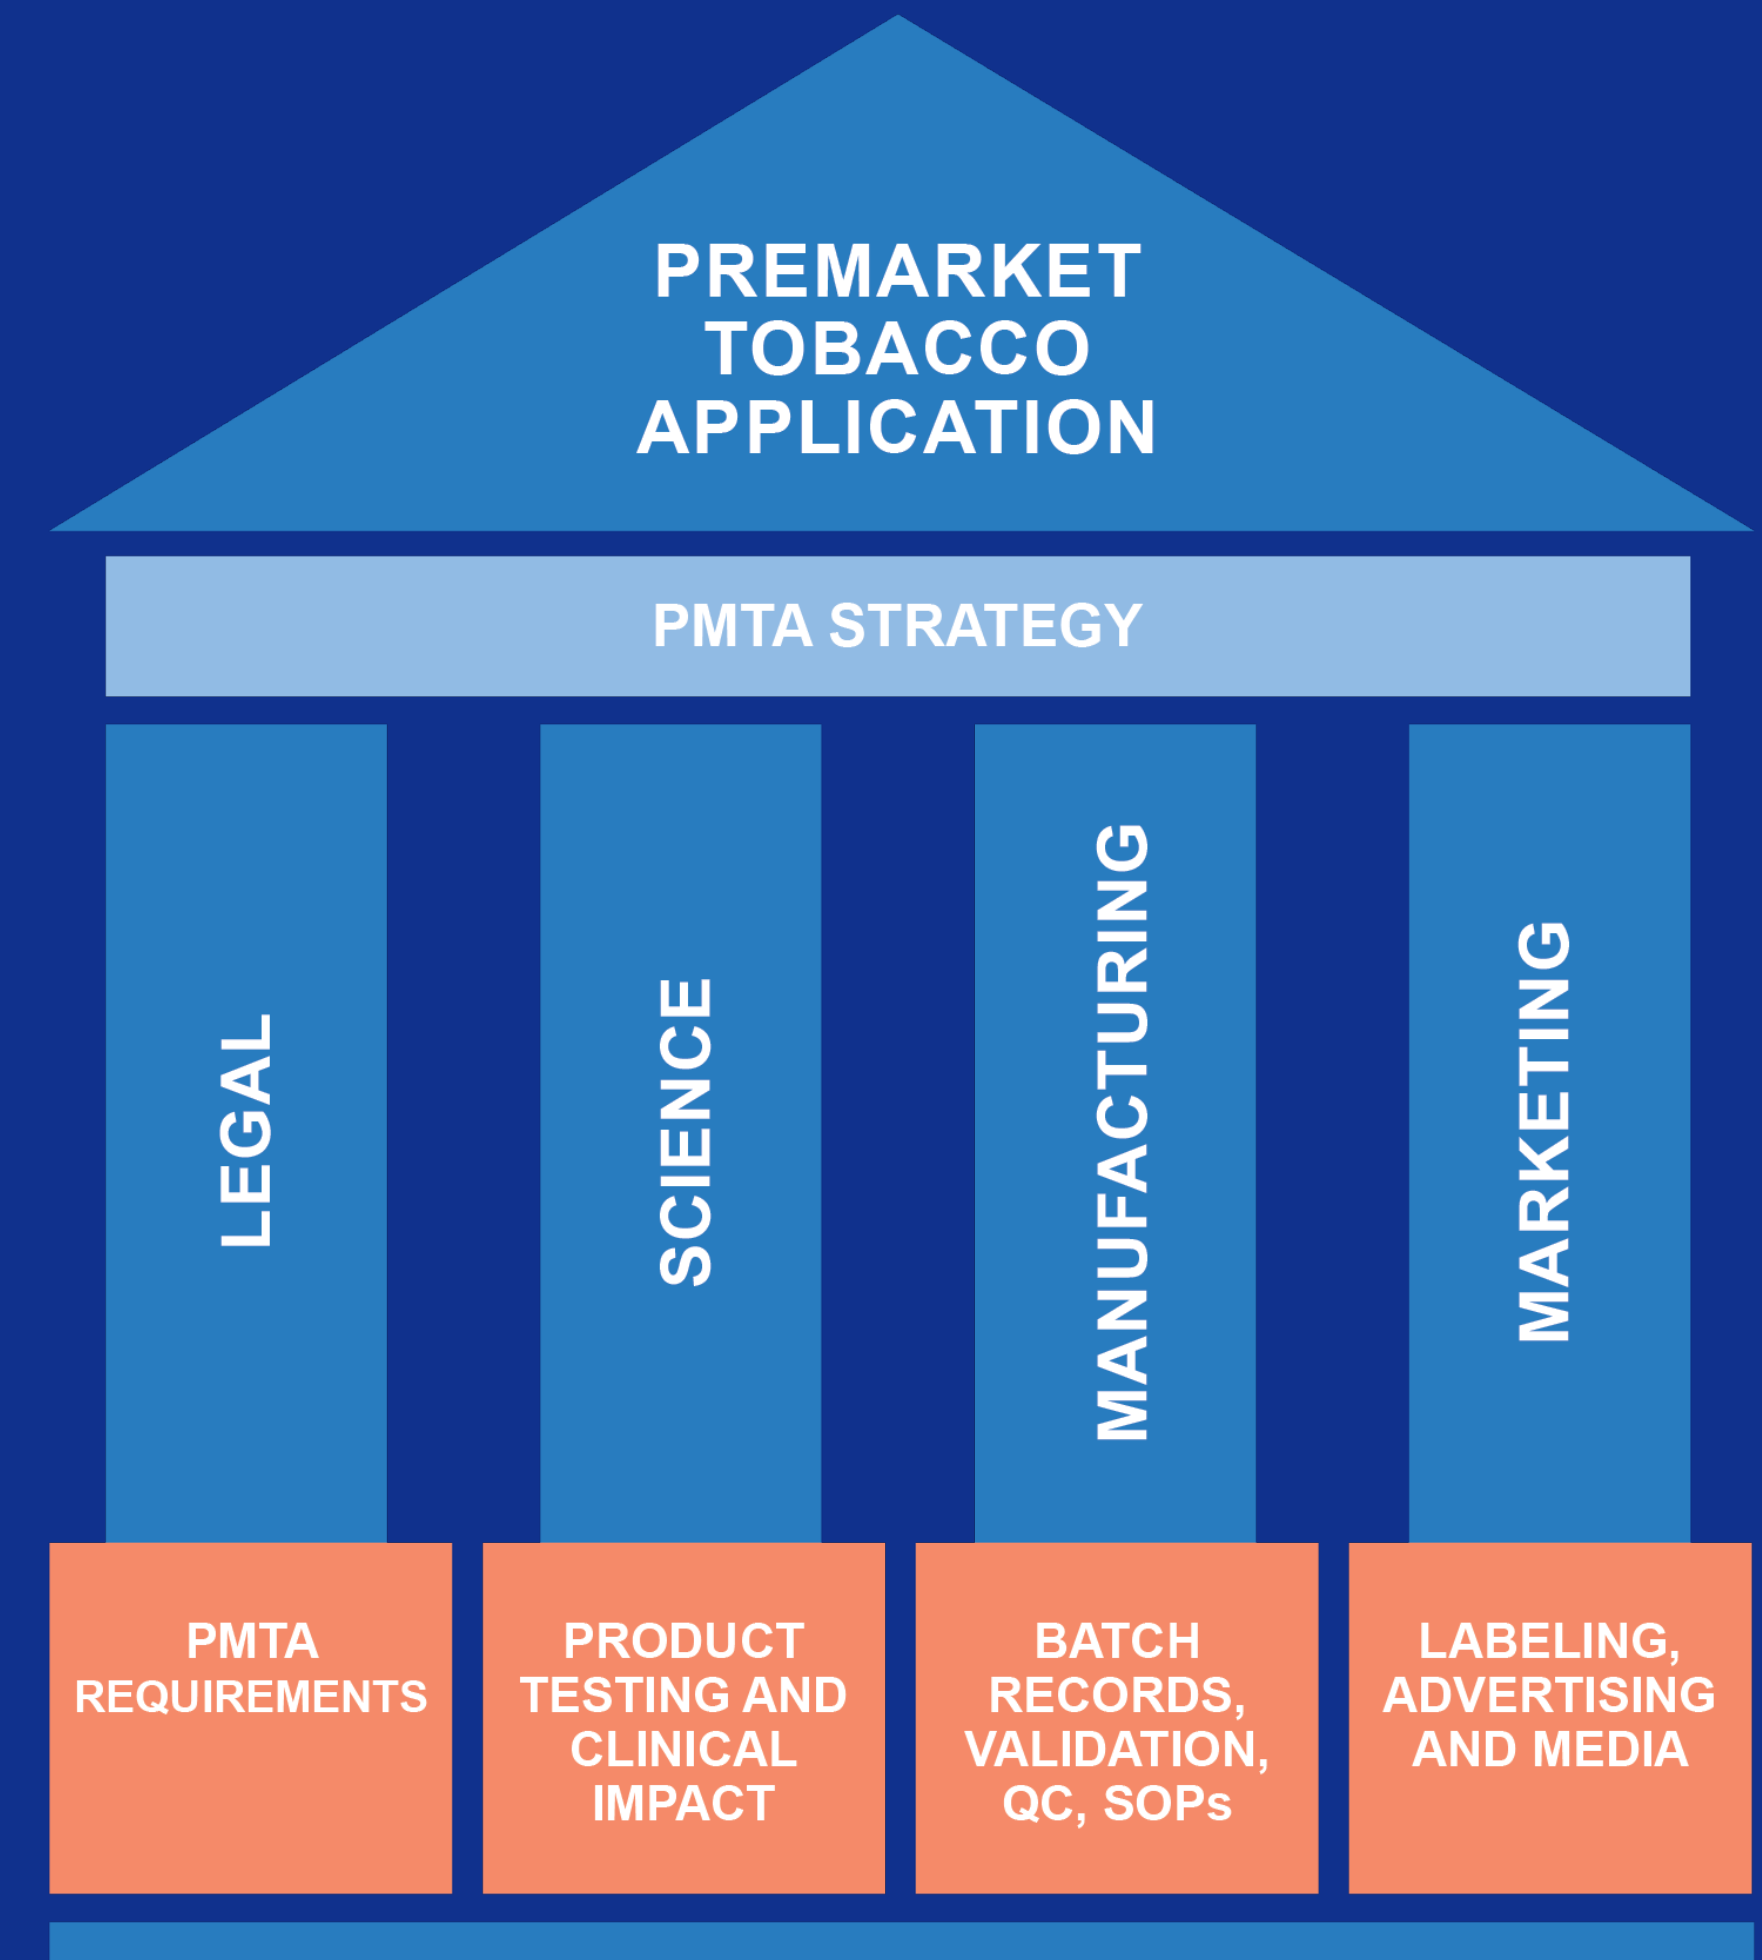 PREMARKET
TOBACCO
APPLICATION
PMTA STRATEGY
LEGAL
SCIENCE
MANUFACTURING
MARKETING
PMTA
REQUIREMENTS
PRODUCT
TESTING AND
CLINICAL
IMPACT
BATCH
RECORDS,
VALIDATION,
QC, SOPs
LABELING,
ADVERTISING
AND MEDIA